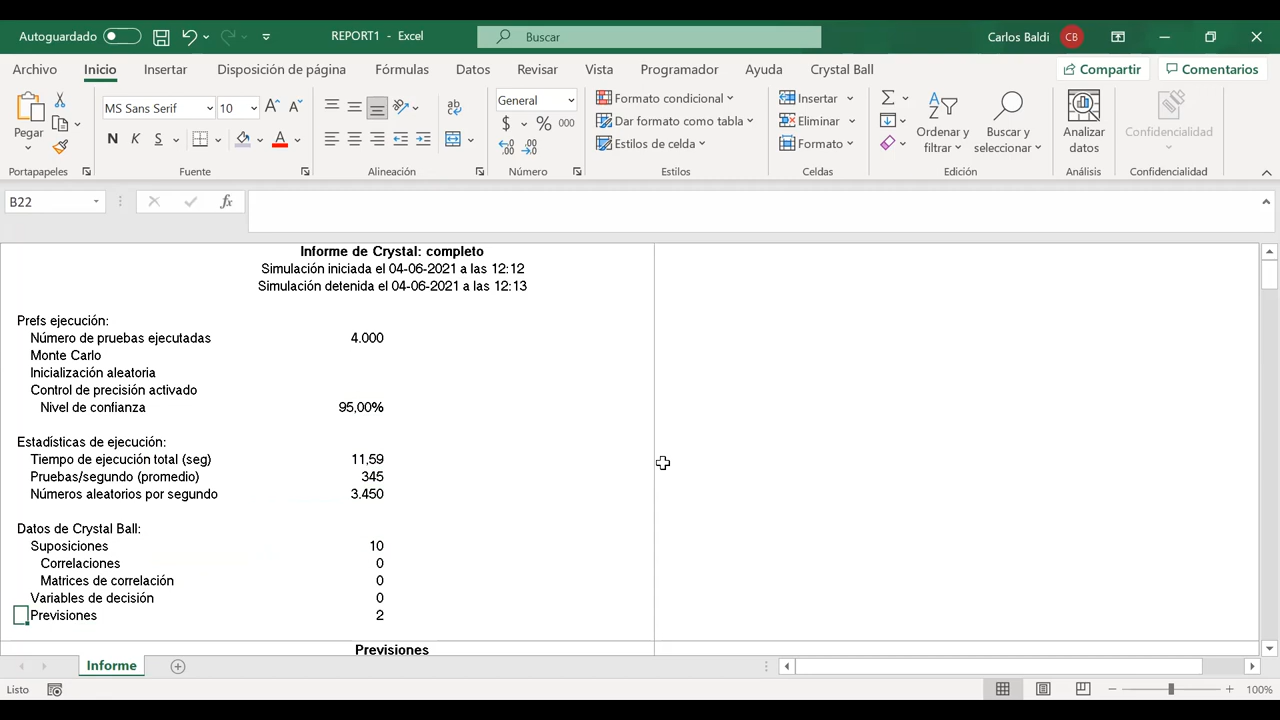 Autoguardado
REPORT1 - Excel
Buscar
Carlos Baldi CB
Archivo Inicio Insertar Disposición de página Fórmulas Datos Revisar Vista Programador Ayuda Crystal Ball Compartir Comentarios
Pegar
MS Sans Serif 10
N K S
General
$ % 000
Formato condicional
Dar formato como tabla
Estilos de celda
Insertar
Eliminar
Formato
Ordenar y filtrar
Buscar y seleccionar
Analizar datos
Confidencialidad
Portapapeles Fuente Alineación Número Estilos Celdas Edición Análisis Confidencialidad
B22 fx
Informe de Crystal: completo
Simulación iniciada el 04-06-2021 a las 12:12
Simulación detenida el 04-06-2021 a las 12:13
Prefs ejecución:
Número de pruebas ejecutadas 4.000
Monte Carlo
Inicialización aleatoria
Control de precisión activado
Nivel de confianza 95,00%
Estadísticas de ejecución:
Tiempo de ejecución total (seg) 11,59
Pruebas/segundo (promedio) 345
Números aleatorios por segundo 3.450
Datos de Crystal Ball:
Suposiciones 10
Correlaciones 0
Matrices de correlación 0
Variables de decisión 0
Previsiones 2
Previsiones
Informe
Listo
100%